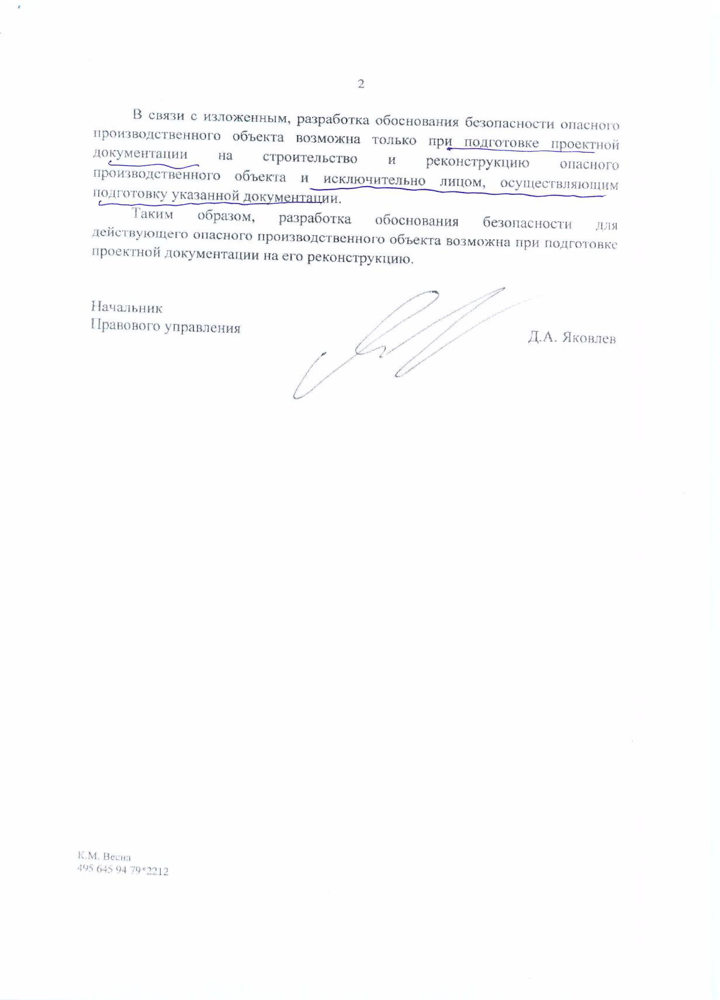 2
В связи с изложенным, разработка обоснования безопасности опасного
производственного объекта возможна только при подготовке проектной
документации на строительство и реконструкцию опасного
производственного объекта и исключительно лицом, осуществляющим
подготовку указанной документации.
Таким образом, разработка обоснования безопасности для
действующего опасного производственного объекта возможна при подготовке
проектной документации на его реконструкцию.
Начальник
Правового управления
Д.А. Яковлев
К.М. Весна
495 645 94 79*2212